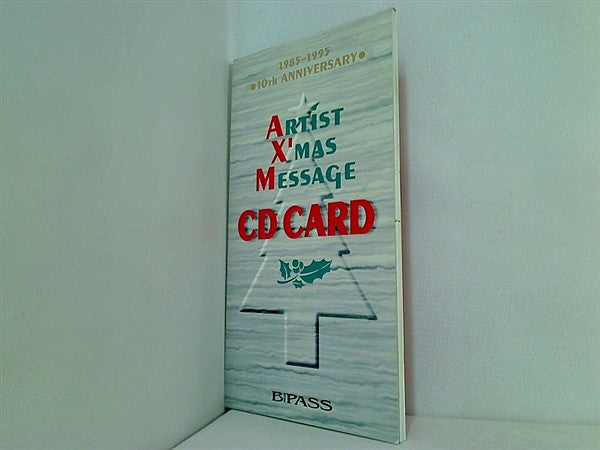 1985-1995
●10TH ANNIVERSARY●
ARTIST
X'MAS
MESSAGE
CD CARD
B-PASS